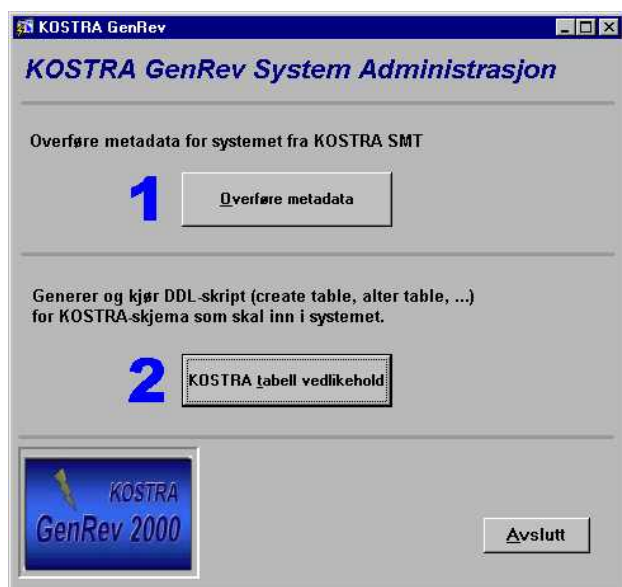 KOSTRA GenRev
KOSTRA GenRev System Administrasjon
Overføre metadata for systemet fra KOSTRA SMT
1
Overføre metadata
Generer og kjør DDL-skript (create table, alter table, ...)
for KOSTRA-skjema som skal inn i systemet.
2
KOSTRA tabell vedlikehold
KOSTRA
GenRev 2000
Avslutt